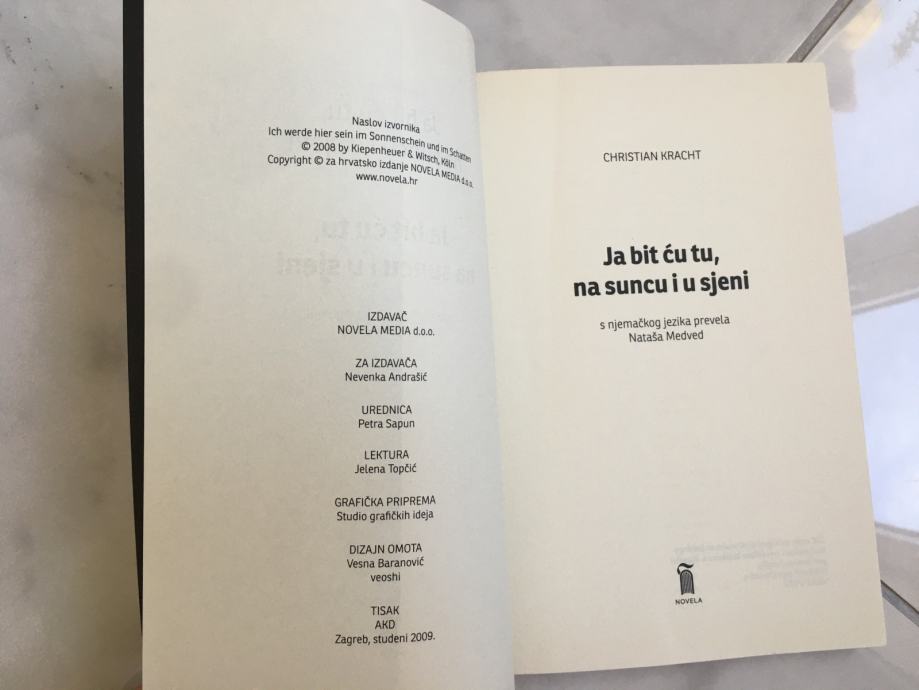 Naslov izvornika
Ich werde hier sein im Sonnenschein und im Schatten
© 2008 by Kiepenheuer & Witsch, Köln
Copyright © za hrvatsko izdanje NOVELA MEDIA d.o.o.
www.novela.hr
IZDAVAČ
NOVELA MEDIA d.o.o.
ZA IZDAVAČA
Nevenka Andrašić
UREDNICA
Petra Sapun
LEKTURA
Jelena Topčić
GRAFIČKA PRIPREMA
Studio grafičkih ideja
DIZAJN OMOTA
Vesna Baranović
veoshi
TISAK
AKD
Zagreb, studeni 2009.
CHRISTIAN KRACHT
Ja bit ću tu,
na suncu i u sjeni
s njemačkog jezika prevela
Nataša Medved
NOVELA